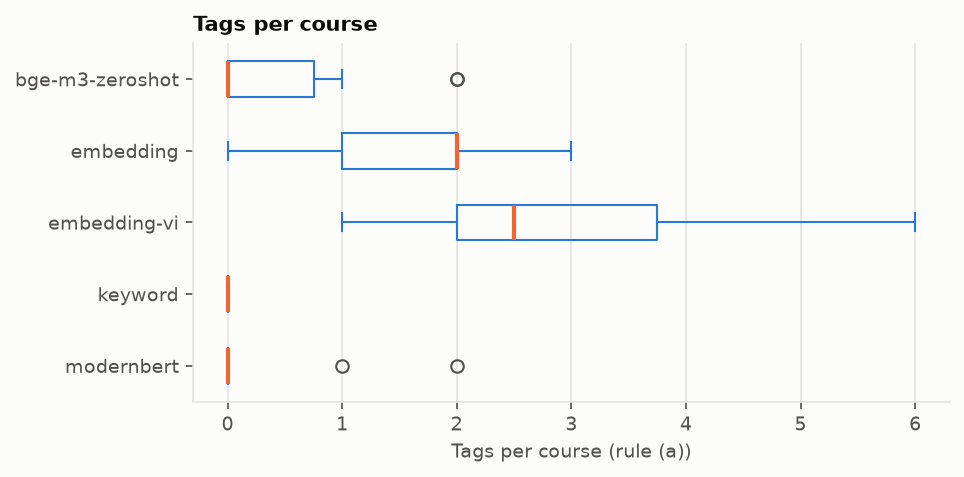 Tags per course
bge-m3-zeroshot
embedding
embedding-vi
keyword
modernbert
0 1 2 3 4 5 6
Tags per course (rule (a))